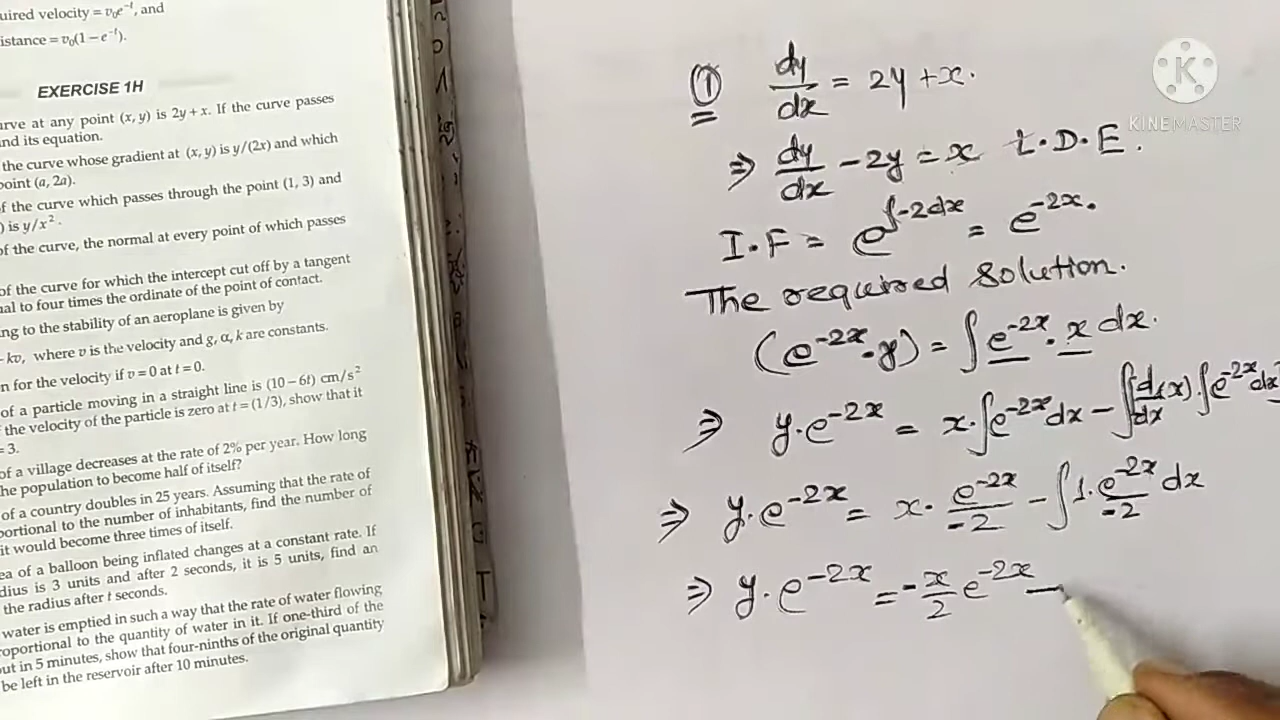 uired velocity = v₀e⁻ᵗ, and
istance = v₀(1 − e⁻ᵗ).
EXERCISE 1H
urve at any point (x, y) is 2y + x. If the curve passes
nd its equation.
the curve whose gradient at (x, y) is y/(2x) and which
point (a, 2a).
f the curve which passes through the point (1, 3) and
) is y/x².
of the curve, the normal at every point of which passes
of the curve for which the intercept cut off by a tangent
al to four times the ordinate of the point of contact.
ng to the stability of an aeroplane is given by
− kv, where v is the velocity and g, α, k are constants.
n for the velocity if v = 0 at t = 0.
of a particle moving in a straight line is (10 − 6t) cm/s²
f the velocity of the particle is zero at t = (1/3), show that it
= 3.
of a village decreases at the rate of 2% per year. How long
he population to become half of itself?
of a country doubles in 25 years. Assuming that the rate of
portional to the number of inhabitants, find the number of
it would become three times of itself.
ea of a balloon being inflated changes at a constant rate. If
dius is 3 units and after 2 seconds, it is 5 units, find an
the radius after t seconds.
water is emptied in such a way that the rate of water flowing
roportional to the quantity of water in it. If one-third of the
out in 5 minutes, show that four-ninths of the original quantity
be left in the reservoir after 10 minutes.
K
KINEMASTER
① dy/dx = 2y + x.
⇒ dy/dx − 2y = x L.D.E.
I.F = e^∫-2dx = e^-2x.
The required solution.
(e^-2x · y) = ∫ e^-2x · x dx.
⇒ y·e^-2x = x·∫e^-2x dx − ∫d/dx(x)·∫e^-2x dx
⇒ y·e^-2x = x· e^-2x/-2 − ∫1· e^-2x/-2 dx
⇒ y·e^-2x = -x/2 e^-2x −